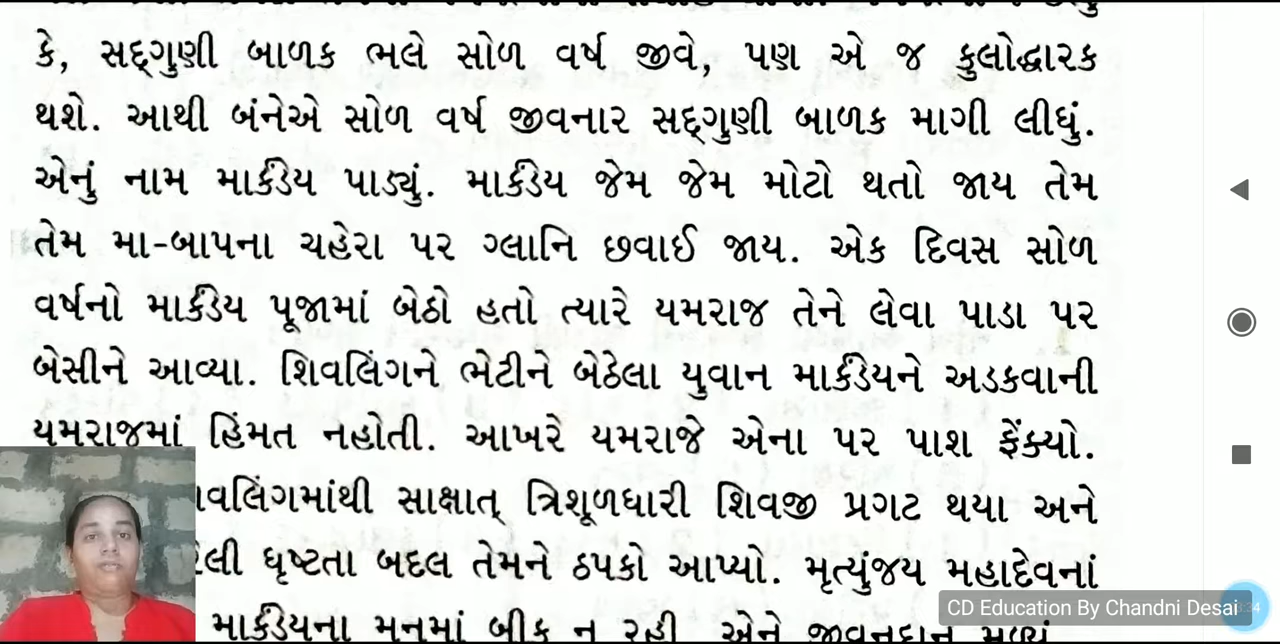 કે, સદ્ગુણી બાળક ભલે સોળ વર્ષ જીવે, પણ એ જ કુલોદ્ધારક
થશે. આથી બંનેએ સોળ વર્ષ જીવનાર સદ્ગુણી બાળક માગી લીધું.
એનું નામ માર્કંડેય પાડ્યું. માર્કંડેય જેમ જેમ મોટો થતો જાય તેમ
તેમ મા-બાપના ચહેરા પર ગ્લાનિ છવાઈ જાય. એક દિવસ સોળ
વર્ષનો માર્કંડેય પૂજામાં બેઠો હતો ત્યારે યમરાજ તેને લેવા પાડા પર
બેસીને આવ્યા. શિવલિંગને ભેટીને બેઠેલા યુવાન માર્કંડેયને અડકવાની
યમરાજમાં હિંમત નહોતી. આખરે યમરાજે એના પર પાશ ફેંક્યો.
વલિંગમાંથી સાક્ષાત્ ત્રિશૂળધારી શિવજી પ્રગટ થયા અને
ધૃષ્ટતા બદલ તેમને ઠપકો આપ્યો. મૃત્યુંજય મહાદેવનાં
માર્કંડેયના મનમાં બીક ન રહી. એને જીવનદાન મળ્યું
CD Education By Chandni Desai